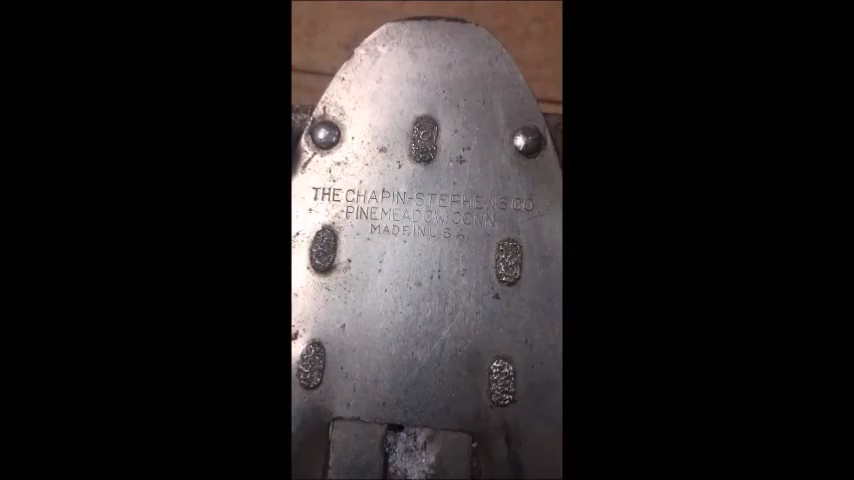 THE CHAPIN-STEPHENS CO
PINE MEADOW CONN
MADE IN U.S.A.